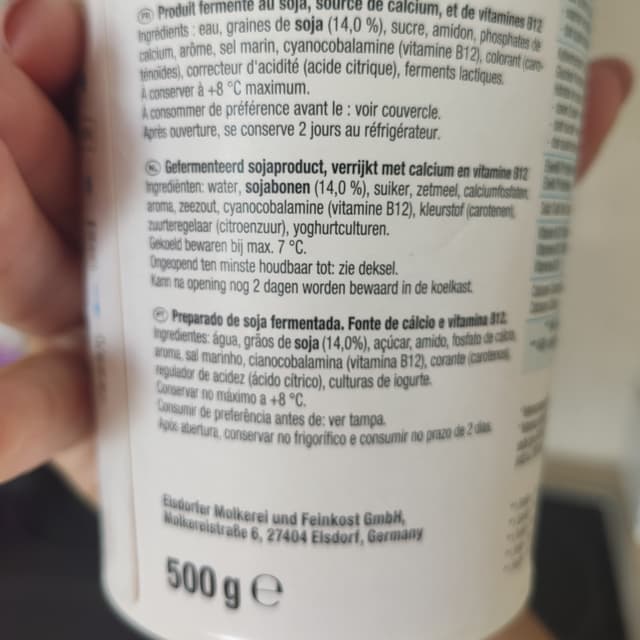 FR Produit fermenté au soja, source de calcium, et de vitamines B12
Ingrédients : eau, graines de soja (14,0 %), sucre, amidon, phosphates de
calcium, arôme, sel marin, cyanocobalamine (vitamine B12), colorant (caro-
ténoides), correcteur d'acidité (acide citrique), ferments lactiques.
À conserver à +8 °C maximum.
À consommer de préférence avant le : voir couvercle.
Après ouverture, se conserve 2 jours au réfrigérateur.
NL Gefermenteerd sojaproduct, verrijkt met calcium en vitamine B12
Ingrediënten: water, sojabonen (14,0 %), suiker, zetmeel, calciumfosfaten,
aroma, zeezout, cyanocobalamine (vitamine B12), kleurstof (carotenen),
zuurteregelaar (citroenzuur), yoghurtculturen.
Gekoeld bewaren bij max. 7 °C.
Ongeopend ten minste houdbaar tot: zie deksel.
Kann na opening nog 2 dagen worden bewaard in de koelkast.
PT Preparado de soja fermentada. Fonte de cálcio e vitamina B12.
Ingredientes: água, grãos de soja (14,0%), açúcar, amido, fosfato de cálcio,
aroma, sal marinho, cianocobalamina (vitamina B12), corante (carotenos),
regulador de acidez (ácido cítrico), culturas de iogurte.
Conservar no máximo a +8 °C.
Consumir de preferência antes de: ver tampa.
Após abertura, conservar no frigorífico e consumir no prazo de 2 dias.
Elsdorfer Molkerei und Feinkost GmbH,
Molkereistraße 6, 27404 Elsdorf, Germany
500 g e